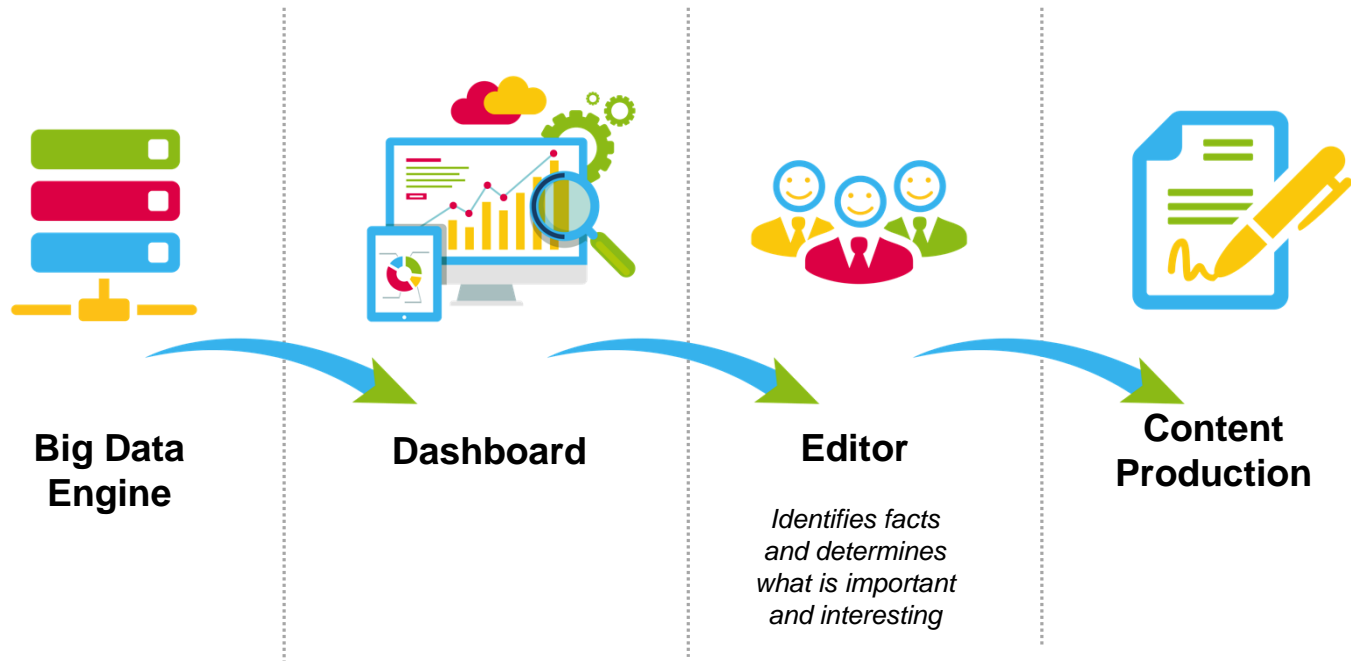 Big Data
Engine
Dashboard
Editor
Identifies facts
and determines
what is important
and interesting
Content
Production